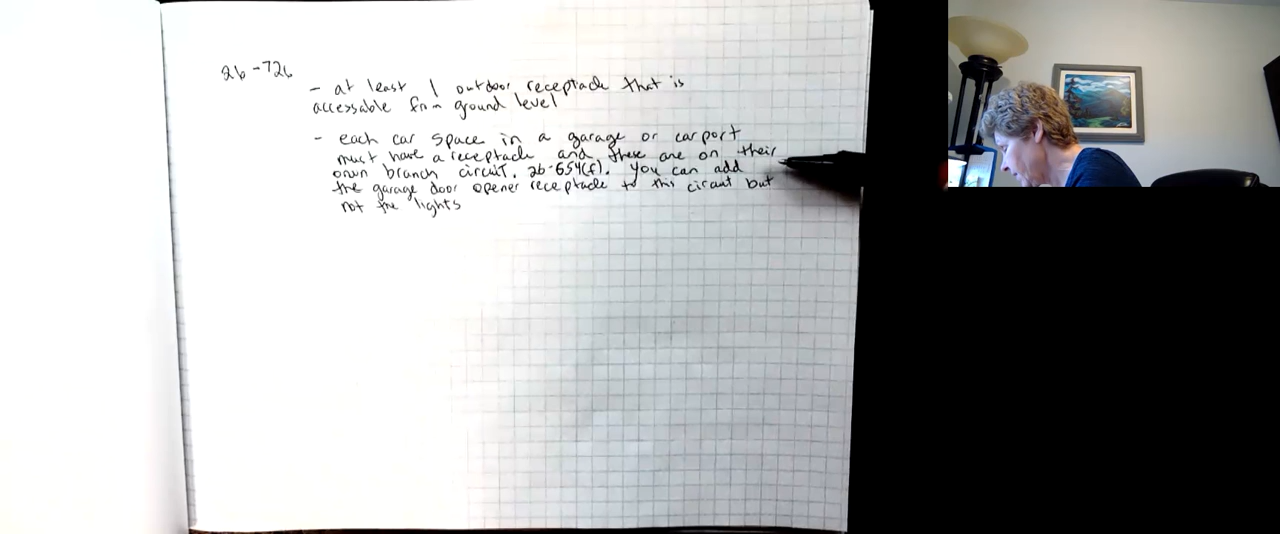 26-726
- at least 1 outdoor receptacle that is
accessable from ground level
- each car space in a garage or carport
must have a receptacle and these are on their
own branch circuit. 26-654(f). You can add
the garage door opener receptacle to this circuit but
not the lights